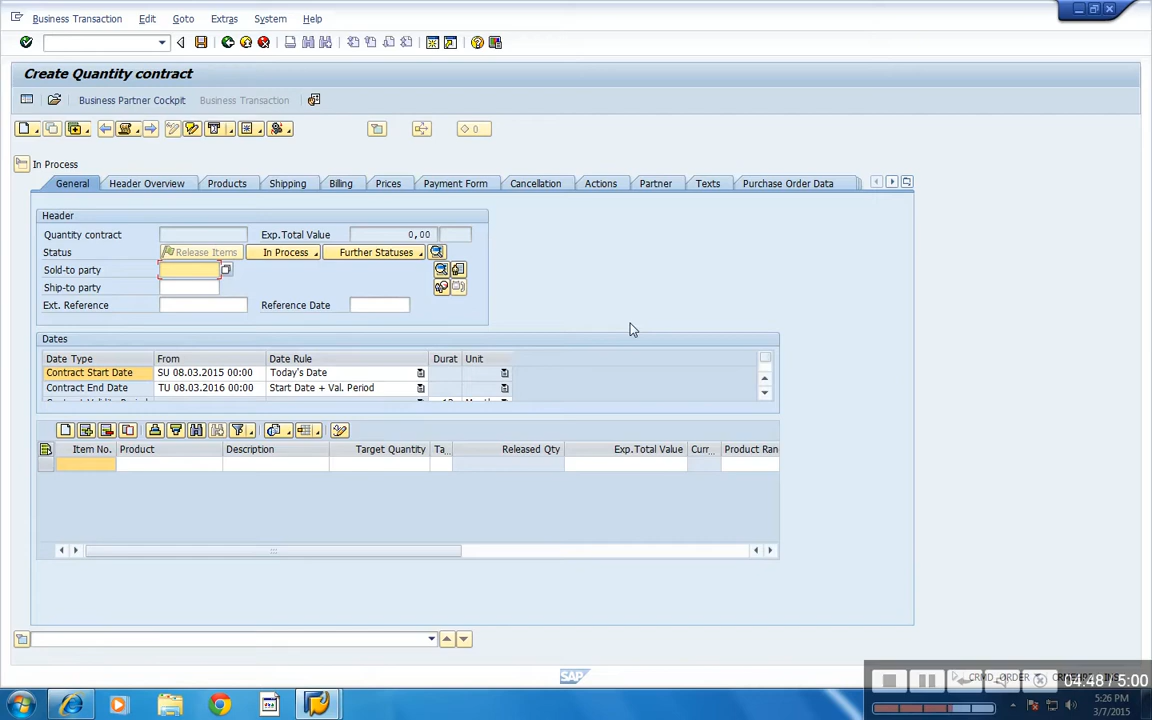 Business Transaction Edit Goto Extras System Help
Create Quantity contract
Business Partner Cockpit Business Transaction
0
In Process
General Header Overview Products Shipping Billing Prices Payment Form Cancellation Actions Partner Texts Purchase Order Data
Header
Quantity contract Exp.Total Value 0,00
Status Release Items In Process Further Statuses
Sold-to party
Ship-to party
Ext. Reference Reference Date
Dates
Date Type From Date Rule Durat Unit
Contract Start Date SU 08.03.2015 00:00 Today's Date
Contract End Date TU 08.03.2016 00:00 Start Date + Val. Period
Item No. Product Description Target Quantity Ta... Released Qty Exp.Total Value Curr... Product Ran
SAP
CRMD_ORDER 04.48 / 5:00
5:26 PM
3/7/2015